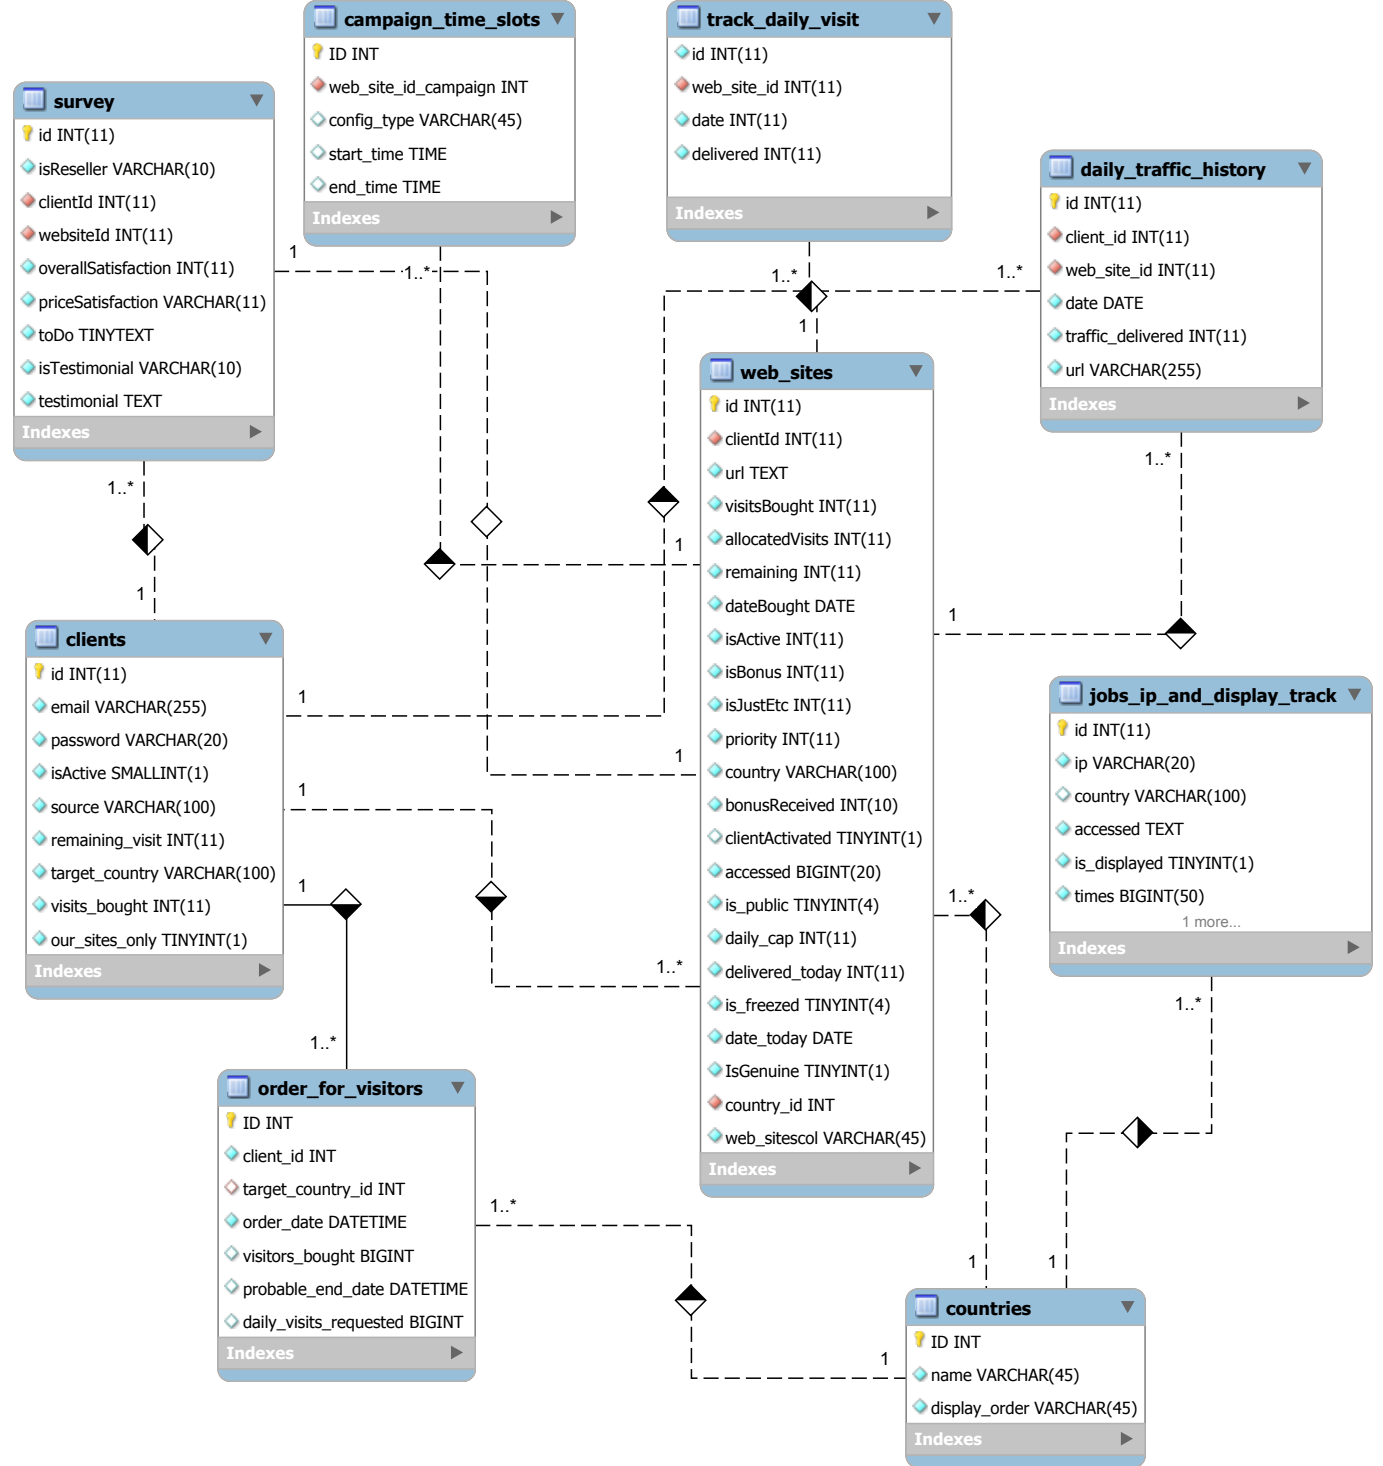 campaign_time_slots
ID INT
web_site_id_campaign INT
config_type VARCHAR(45)
start_time TIME
end_time TIME
Indexes
track_daily_visit
id INT(11)
web_site_id INT(11)
date INT(11)
delivered INT(11)
Indexes
survey
id INT(11)
isReseller VARCHAR(10)
clientId INT(11)
websiteId INT(11)
overallSatisfaction INT(11)
priceSatisfaction VARCHAR(11)
toDo TINYTEXT
isTestimonial VARCHAR(10)
testimonial TEXT
Indexes
daily_traffic_history
id INT(11)
client_id INT(11)
web_site_id INT(11)
date DATE
traffic_delivered INT(11)
url VARCHAR(255)
Indexes
1
1..*
1..*
1..*
1
1..*
1..*
1
1
1
web_sites
id INT(11)
clientId INT(11)
url TEXT
visitsBought INT(11)
allocatedVisits INT(11)
remaining INT(11)
dateBought DATE
isActive INT(11)
isBonus INT(11)
isJustEtc INT(11)
priority INT(11)
country VARCHAR(100)
bonusReceived INT(10)
clientActivated TINYINT(1)
accessed BIGINT(20)
is_public TINYINT(4)
daily_cap INT(11)
delivered_today INT(11)
is_freezed TINYINT(4)
date_today DATE
IsGenuine TINYINT(1)
country_id INT
web_sitescol VARCHAR(45)
Indexes
clients
id INT(11)
email VARCHAR(255)
password VARCHAR(20)
isActive SMALLINT(1)
source VARCHAR(100)
remaining_visit INT(11)
target_country VARCHAR(100)
visits_bought INT(11)
our_sites_only TINYINT(1)
Indexes
1
1
1
1
1..*
1..*
1..*
jobs_ip_and_display_track
id INT(11)
ip VARCHAR(20)
country VARCHAR(100)
accessed TEXT
is_displayed TINYINT(1)
times BIGINT(50)
1 more...
Indexes
1..*
order_for_visitors
ID INT
client_id INT
target_country_id INT
order_date DATETIME
visitors_bought BIGINT
probable_end_date DATETIME
daily_visits_requested BIGINT
Indexes
1..*
1
1
1
countries
ID INT
name VARCHAR(45)
display_order VARCHAR(45)
Indexes